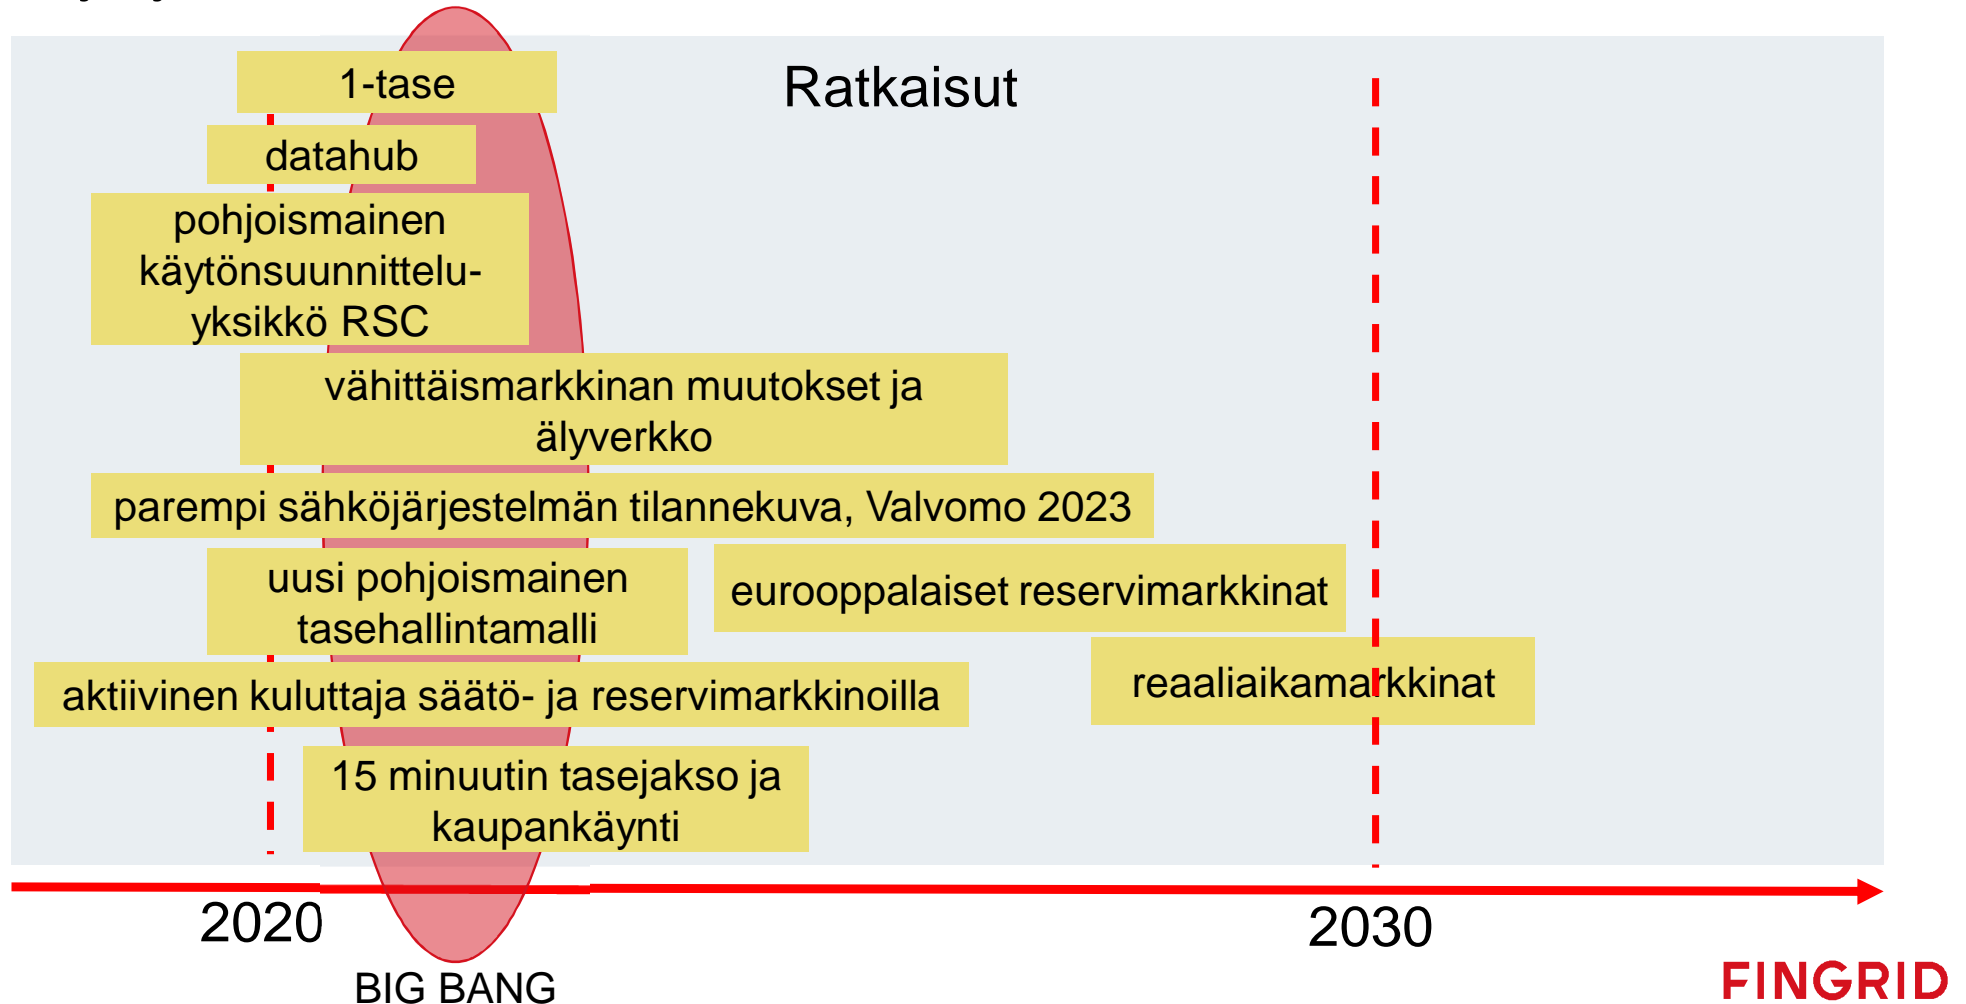 Ratkaisut
1-tase
datahub
pohjoismainen
käytönsuunnittelu-
yksikkö RSC
vähittäismarkkinan muutokset ja
älyverkko
parempi sähköjärjestelmän tilannekuva, Valvomo 2023
uusi pohjoismainen
tasehallintamalli
eurooppalaiset reservimarkkinat
reaaliaikamarkkinat
aktiivinen kuluttaja säätö- ja reservimarkkinoilla
15 minuutin tasejakso ja
kaupankäynti
2020
2030
BIG BANG
FINGRID